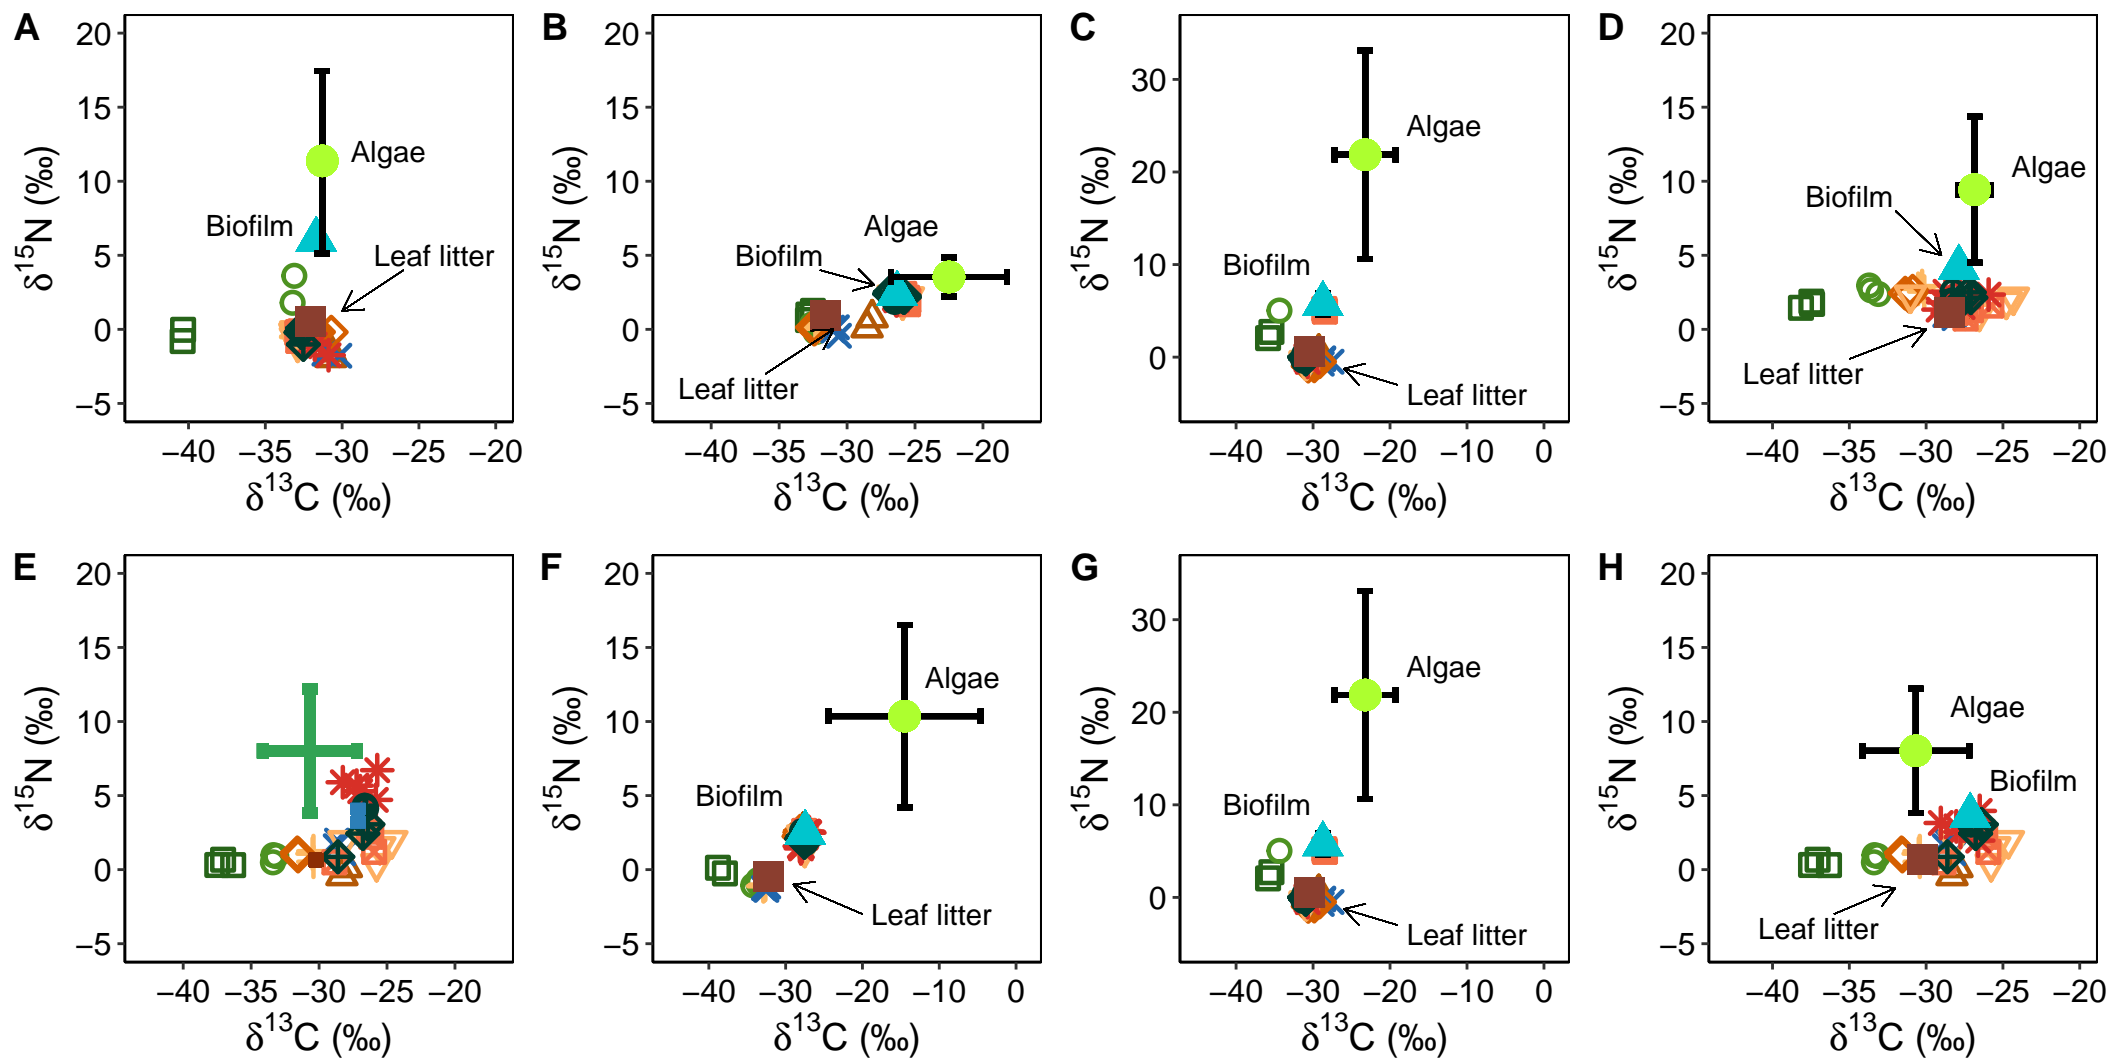 A
δ15N (‰)
20
15
10
5
0
−5
Algae
Biofilm
Leaf litter
−40 −35 −30 −25 −20
δ13C (‰)
B
δ15N (‰)
20
15
10
5
0
−5
Algae
Biofilm
Leaf litter
−40 −35 −30 −25 −20
δ13C (‰)
C
δ15N (‰)
30
20
10
0
Algae
Biofilm
Leaf litter
−40 −30 −20 −10 0
δ13C (‰)
D
δ15N (‰)
20
15
10
5
0
−5
Algae
Biofilm
Leaf litter
−40 −35 −30 −25 −20
δ13C (‰)
E
δ15N (‰)
20
15
10
5
0
−5
−40 −35 −30 −25 −20
δ13C (‰)
F
δ15N (‰)
20
15
10
5
0
−5
Algae
Biofilm
Leaf litter
−40 −30 −20 −10 0
δ13C (‰)
G
δ15N (‰)
30
20
10
0
Algae
Biofilm
Leaf litter
−40 −30 −20 −10 0
δ13C (‰)
H
δ15N (‰)
20
15
10
5
0
−5
Algae
Biofilm
Leaf litter
−40 −35 −30 −25 −20
δ13C (‰)